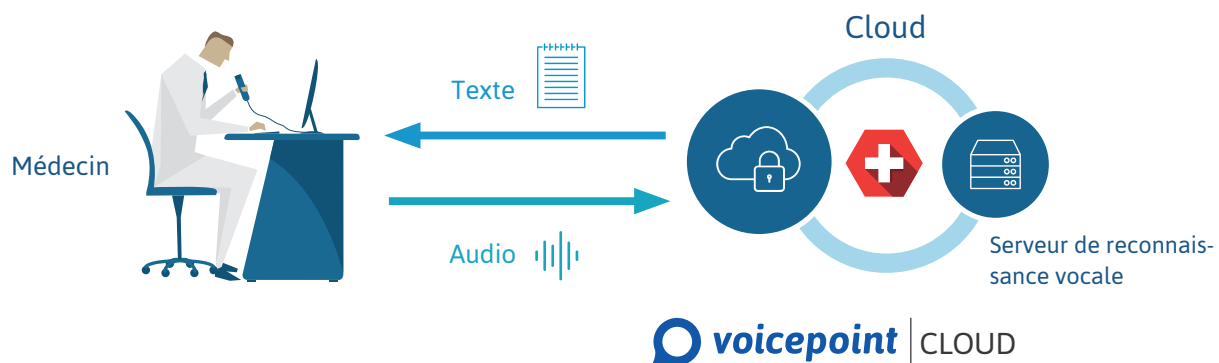 Cloud
Texte
Médecin
Audio
Serveur de reconnais-
sance vocale
voicepoint | CLOUD